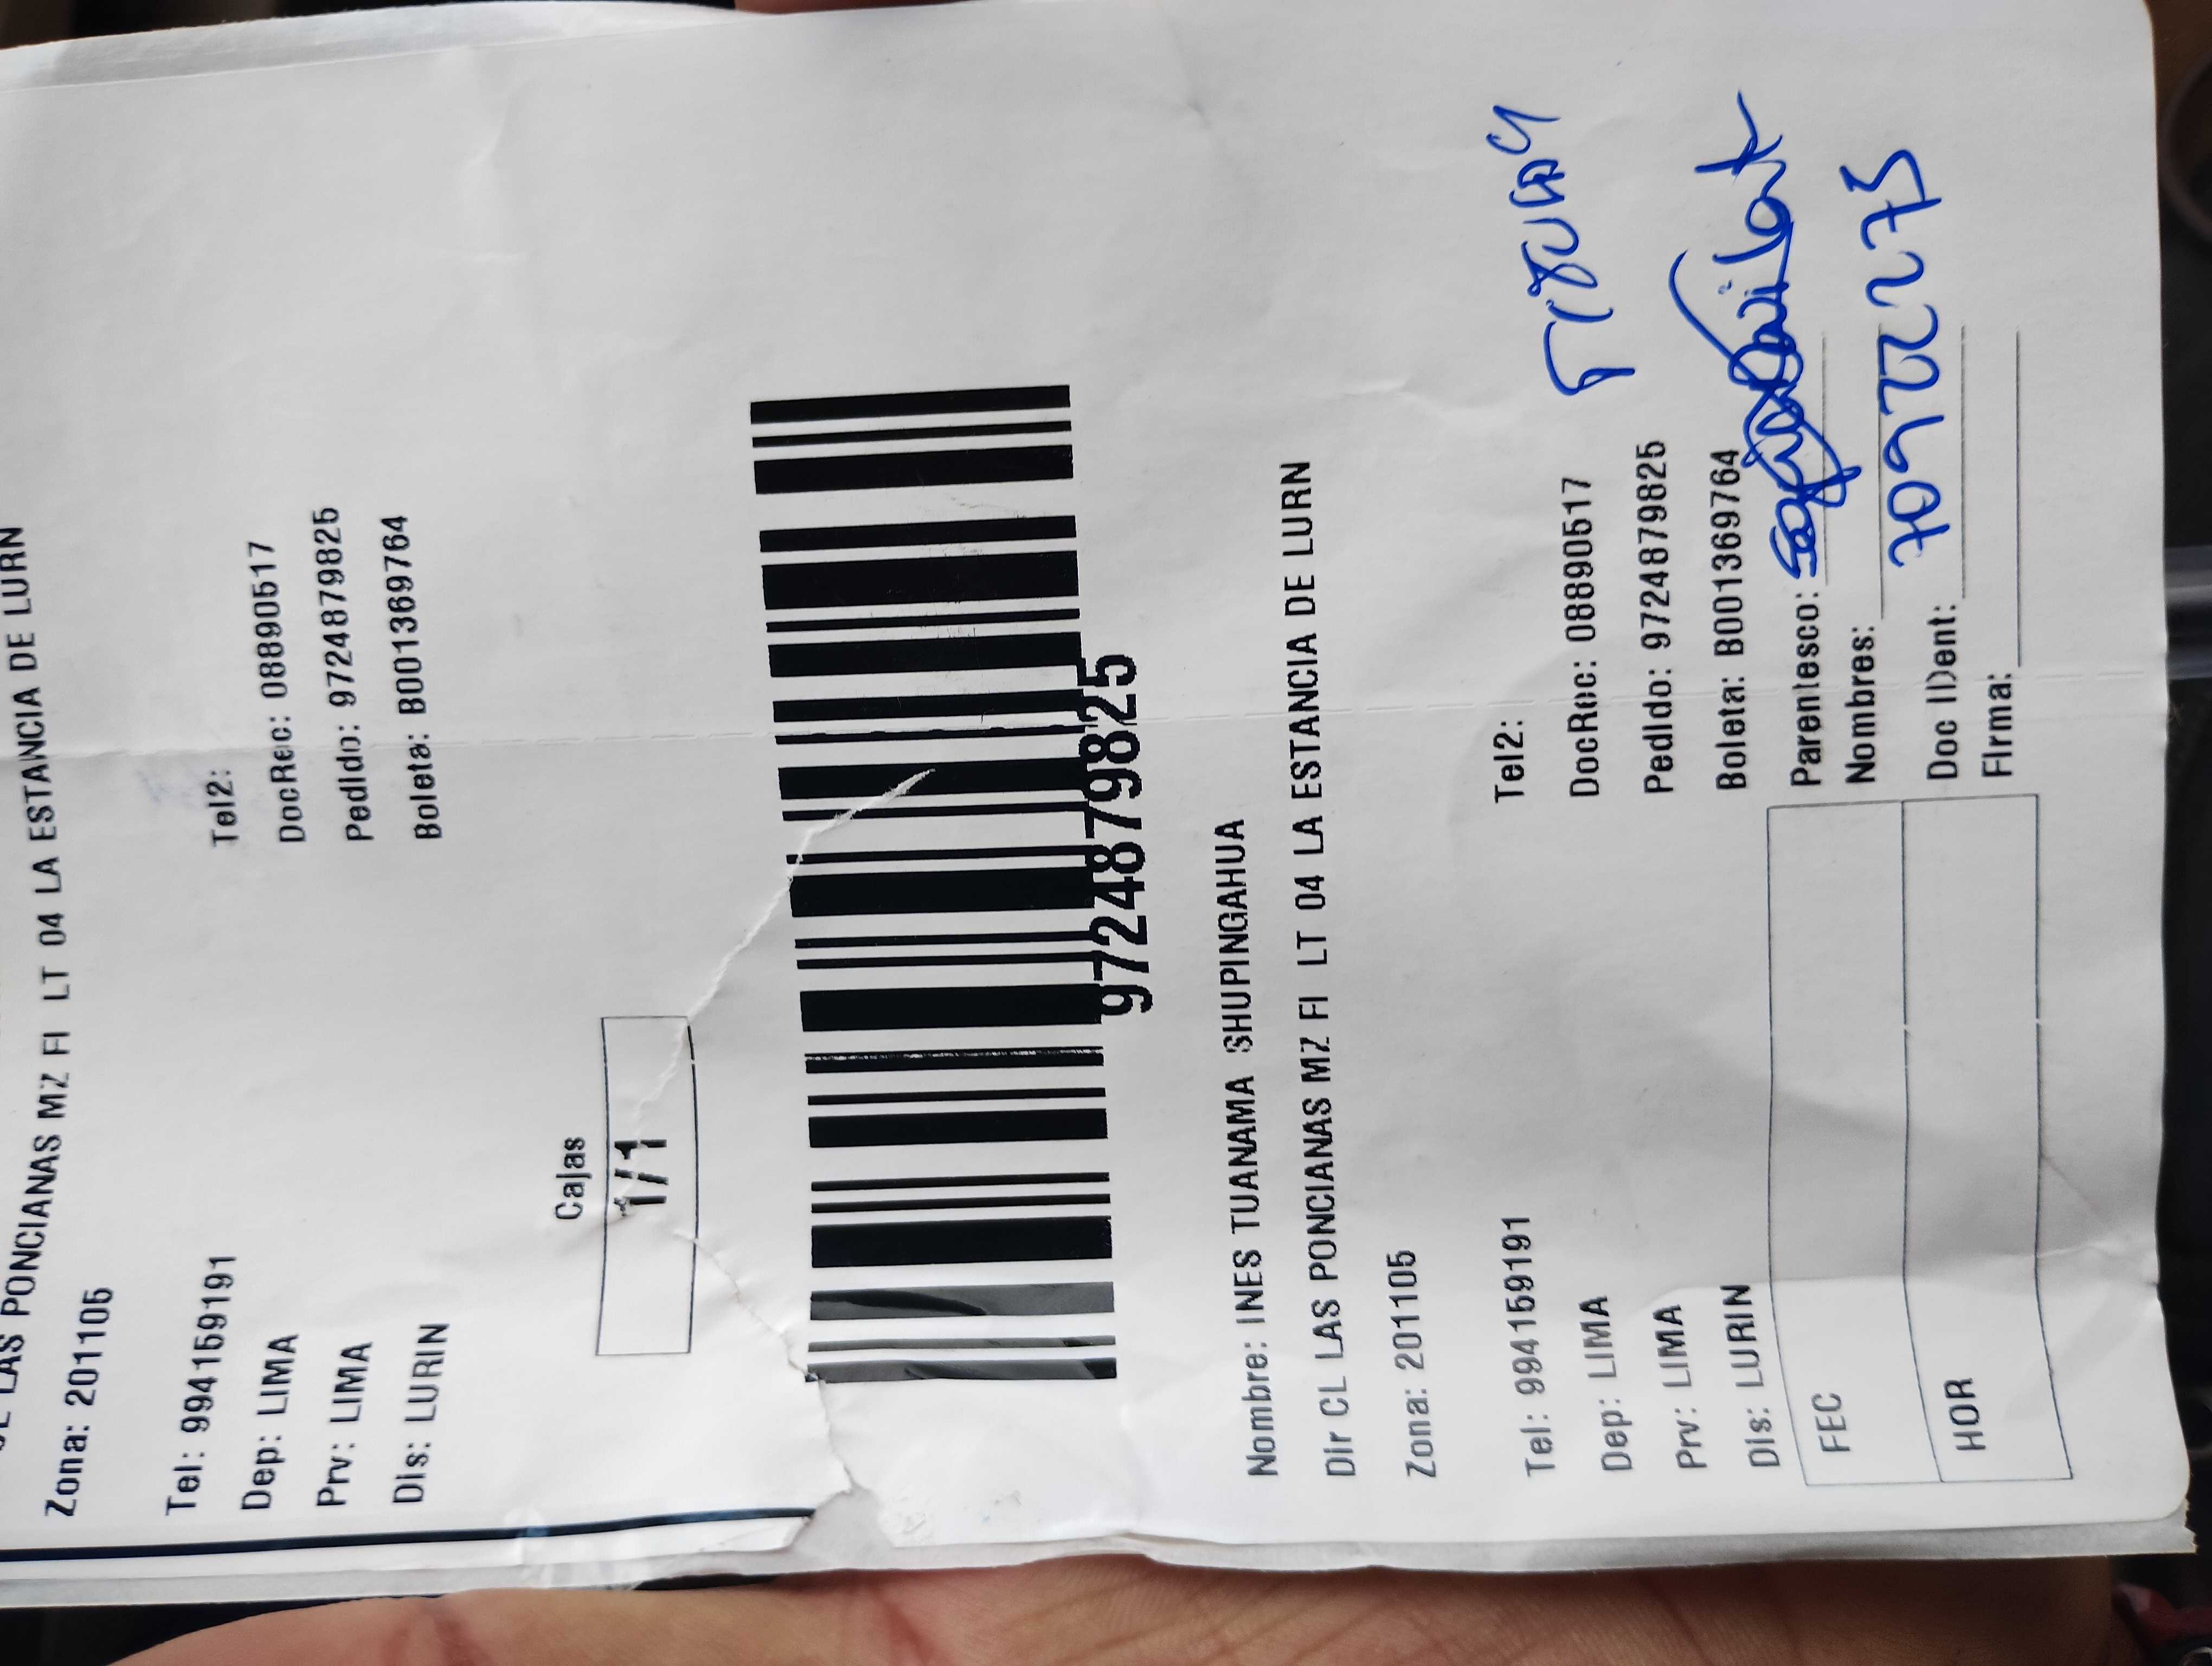 LAS PONCIANAS MZ FI LT 04 LA ESTANCIA DE LURN
Zona: 201105
Tel: 994159191 Tel2:
Dep: LIMA DocRec: 08890517
Prv: LIMA Pedido: 9724879825
Dis: LURIN Boleta: B001369764
Cajas
1/1
9724879825
Nombre: INES TUANAMA SHUPINGAHUA
Dir CL LAS PONCIANAS MZ FI LT 04 LA ESTANCIA DE LURN
Zona: 201105
Tel: 994159191 Tel2:
Dep: LIMA DocRec: 08890517
Prv: LIMA Pedido: 9724879825
Dis: LURIN Boleta: B001369764
FEC Parentesco:
Nombres: 70922275
HOR Doc IDent:
Firma: